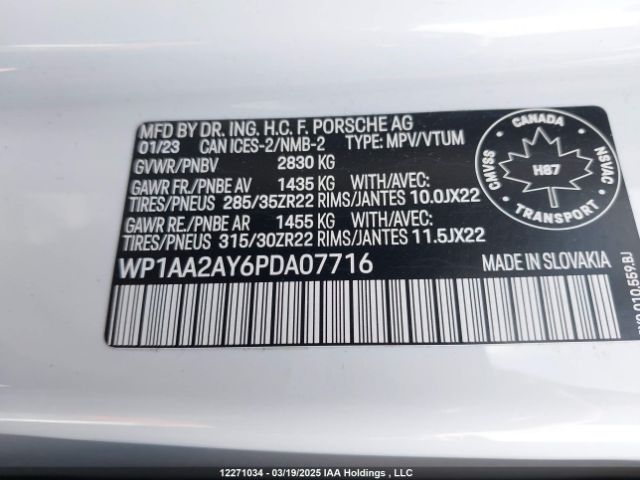 MFD BY DR. ING. H.C. F. PORSCHE AG
01/23 CAN ICES-2/NMB-2 TYPE: MPV/VTUM
GVWR/PNBV 2830 KG
GAWR FR./PNBE AV 1435 KG WITH/AVEC:
TIRES/PNEUS 285/35ZR22 RIMS/JANTES 10.0JX22
GAWR RE./PNBE AR 1455 KG WITH/AVEC:
TIRES/PNEUS 315/30ZR22 RIMS/JANTES 11.5JX22
WP1AA2AY6PDA07716 MADE IN SLOVAKIA
CANADA
CMVSS
NSVAC
H87
TRANSPORT
.010.559.BJ
12271034 - 03/19/2025 IAA Holdings , LLC